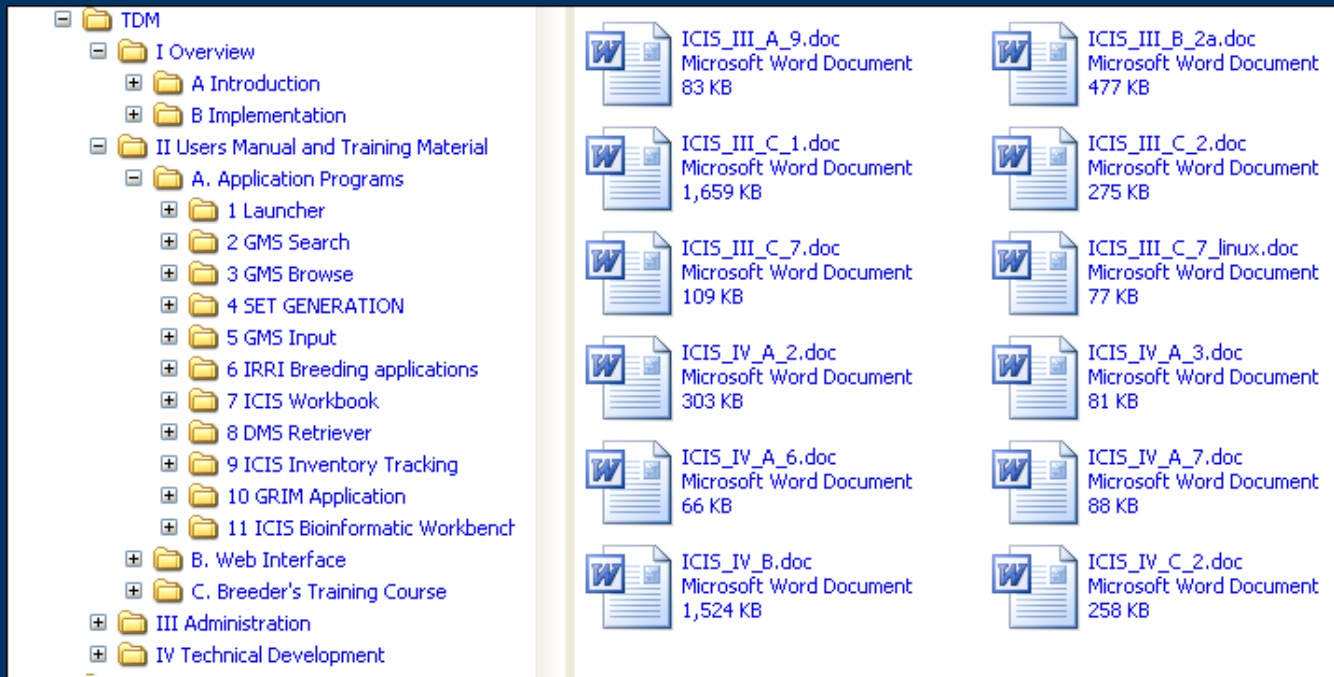 TDM
I Overview
A Introduction
B Implementation
II Users Manual and Training Material
A. Application Programs
1 Launcher
2 GMS Search
3 GMS Browse
4 SET GENERATION
5 GMS Input
6 IRRI Breeding applications
7 ICIS Workbook
8 DMS Retriever
9 ICIS Inventory Tracking
10 GRIM Application
11 ICIS Bioinformatic Workbench
B. Web Interface
C. Breeder's Training Course
III Administration
IV Technical Development
ICIS_III_A_9.doc
Microsoft Word Document
83 KB
ICIS_III_B_2a.doc
Microsoft Word Document
477 KB
ICIS_III_C_1.doc
Microsoft Word Document
1,659 KB
ICIS_III_C_2.doc
Microsoft Word Document
275 KB
ICIS_III_C_7.doc
Microsoft Word Document
109 KB
ICIS_III_C_7_linux.doc
Microsoft Word Document
77 KB
ICIS_IV_A_2.doc
Microsoft Word Document
303 KB
ICIS_IV_A_3.doc
Microsoft Word Document
81 KB
ICIS_IV_A_6.doc
Microsoft Word Document
66 KB
ICIS_IV_A_7.doc
Microsoft Word Document
88 KB
ICIS_IV_B.doc
Microsoft Word Document
1,524 KB
ICIS_IV_C_2.doc
Microsoft Word Document
258 KB